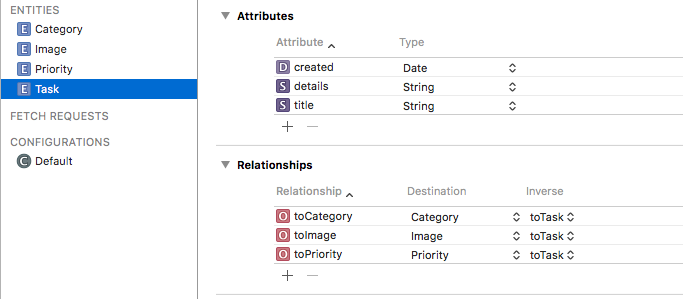 ENTITIES
E Category
E Image
E Priority
E Task
FETCH REQUESTS
CONFIGURATIONS
C Default
Attributes
Attribute Type
D created Date
S details String
S title String
+ −
Relationships
Relationship Destination Inverse
O toCategory Category toTask
O toImage Image toTask
O toPriority Priority toTask
+ −